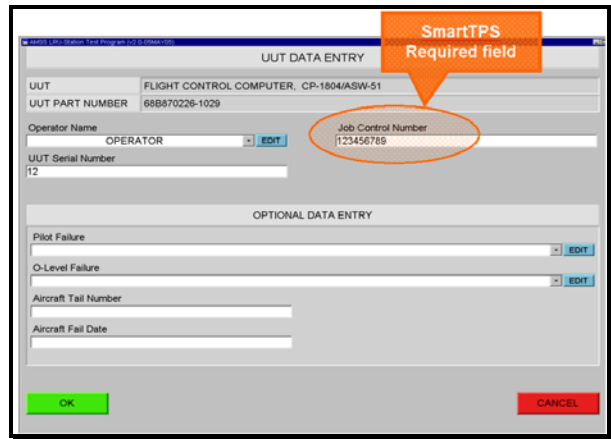 SmartTPS
Required field
AMSS LRU-Station Test Program (v2.0-09MAY05)
UUT DATA ENTRY
UUT FLIGHT CONTROL COMPUTER, CP-1804/ASW-51
UUT PART NUMBER 68B870226-1029
Operator Name Job Control Number
OPERATOR EDIT 123456789
UUT Serial Number
12
OPTIONAL DATA ENTRY
Pilot Failure
EDIT
O-Level Failure
EDIT
Aircraft Tail Number
Aircraft Fail Date
OK CANCEL